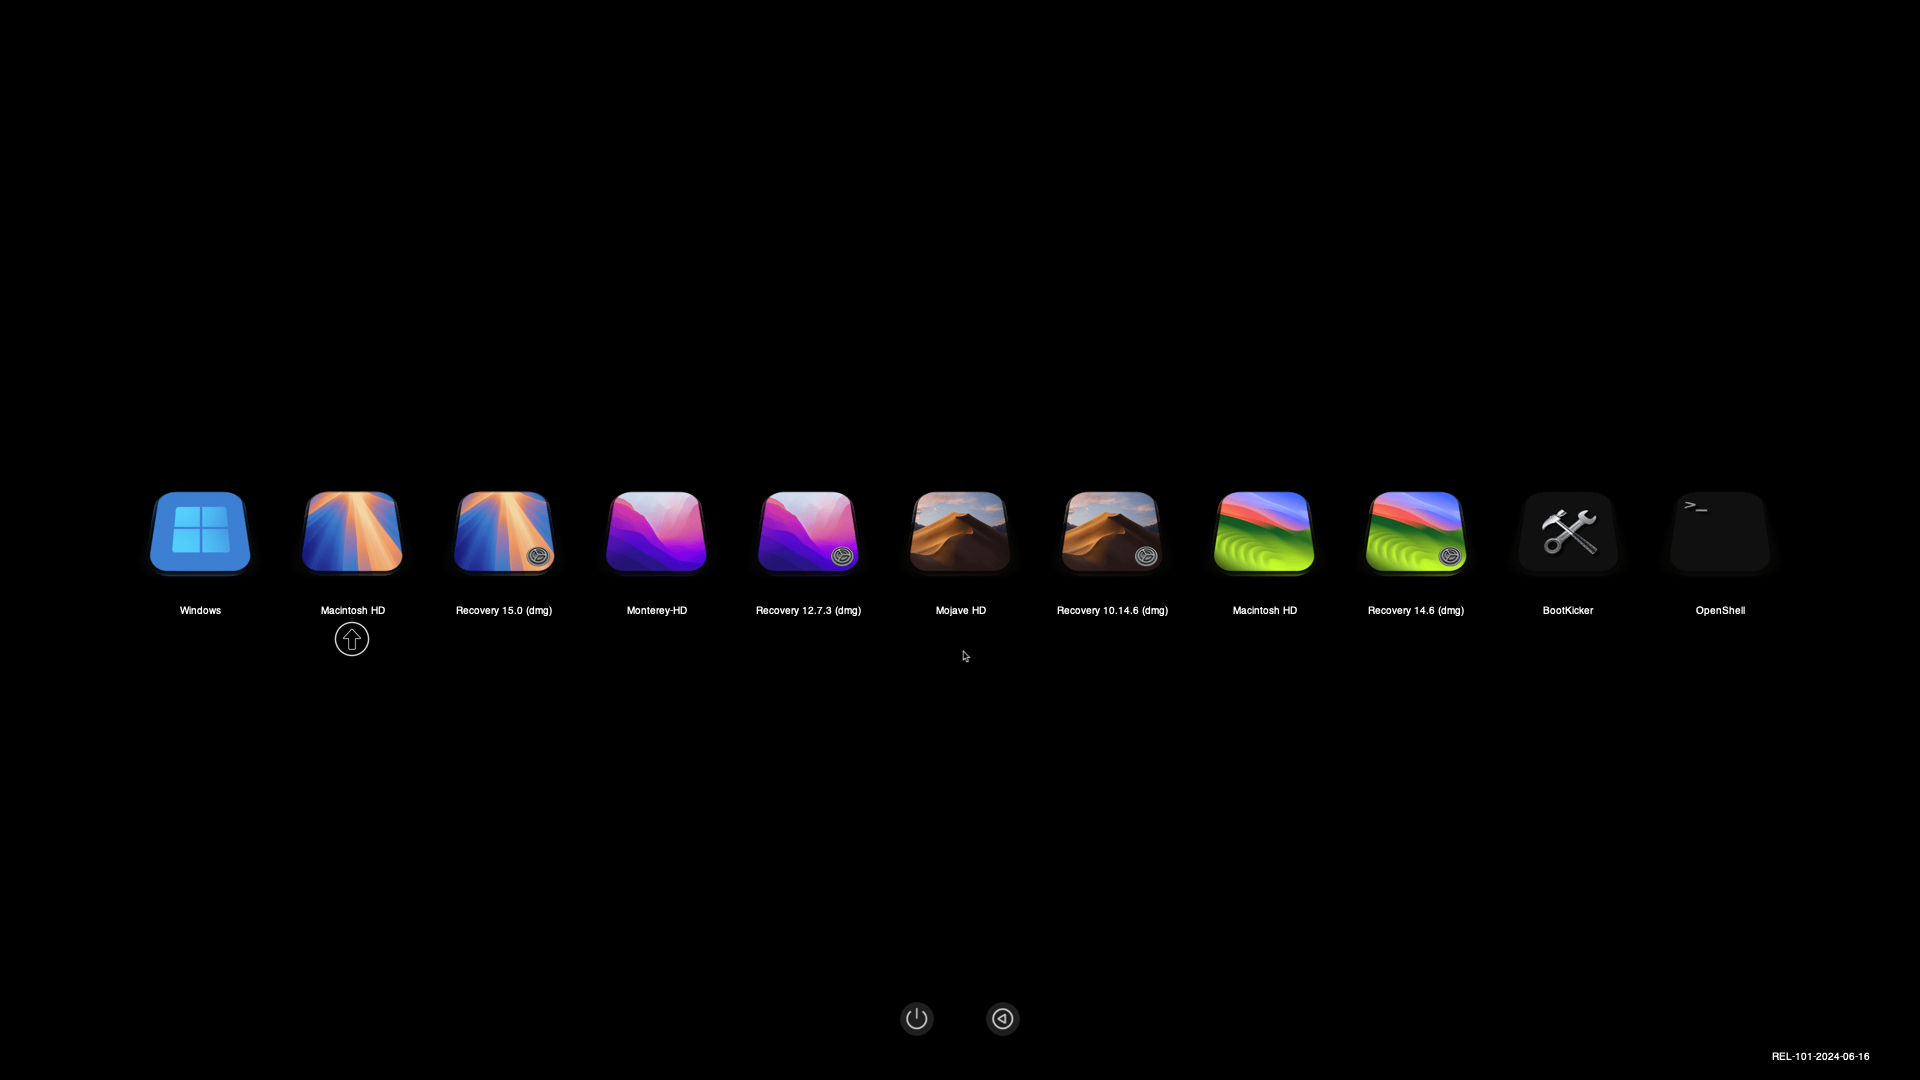 >_
Windows
Macintosh HD
Recovery 15.0 (dmg)
Monterey-HD
Recovery 12.7.3 (dmg)
Mojave HD
Recovery 10.14.6 (dmg)
Macintosh HD
Recovery 14.6 (dmg)
BootKicker
OpenShell
REL-101-2024-06-16